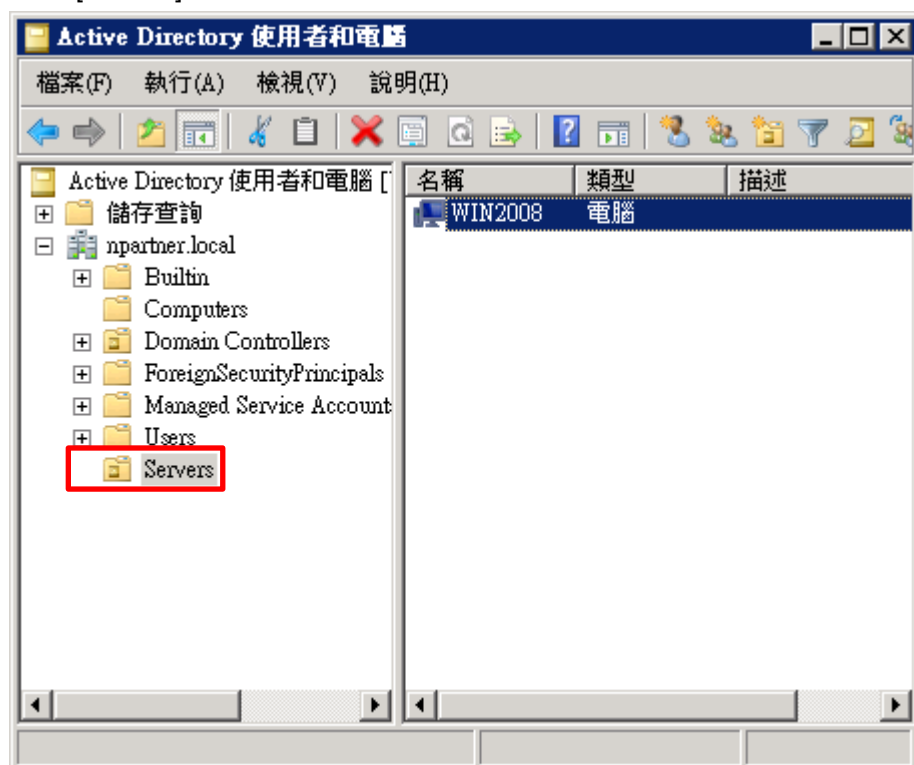 Active Directory 使用者和電腦
檔案(F) 執行(A) 檢視(V) 說明(H)
Active Directory 使用者和電腦 [
儲存查詢
npartner.local
Builtin
Computers
Domain Controllers
ForeignSecurityPrincipals
Managed Service Account
Users
Servers
名稱 類型 描述
WIN2008 電腦